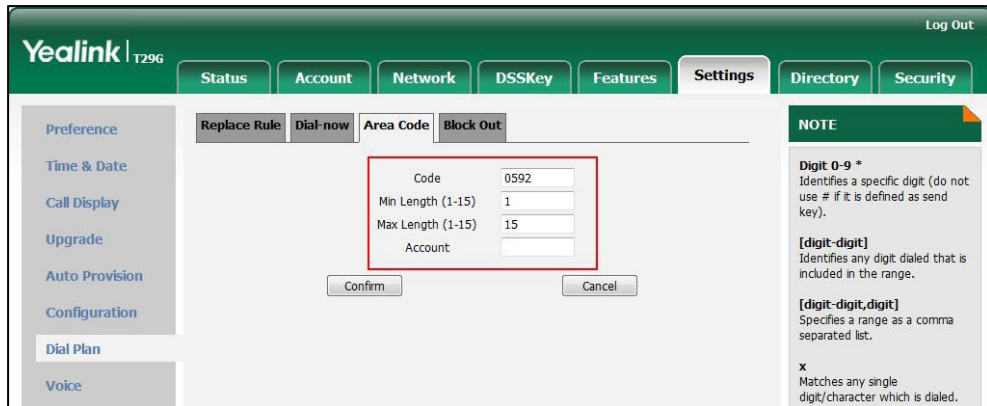 Log Out
Yealink | T29G
Status Account Network DSSKey Features Settings Directory Security
Preference
Time & Date
Call Display
Upgrade
Auto Provision
Configuration
Dial Plan
Voice
Replace Rule Dial-now Area Code Block Out
Code 0592
Min Length (1-15) 1
Max Length (1-15) 15
Account
Confirm Cancel
NOTE
Digit 0-9 *
Identifies a specific digit (do not
use # if it is defined as send
key).
[digit-digit]
Identifies any digit dialed that is
included in the range.
[digit-digit,digit]
Specifies a range as a comma
separated list.
x
Matches any single
digit/character which is dialed.